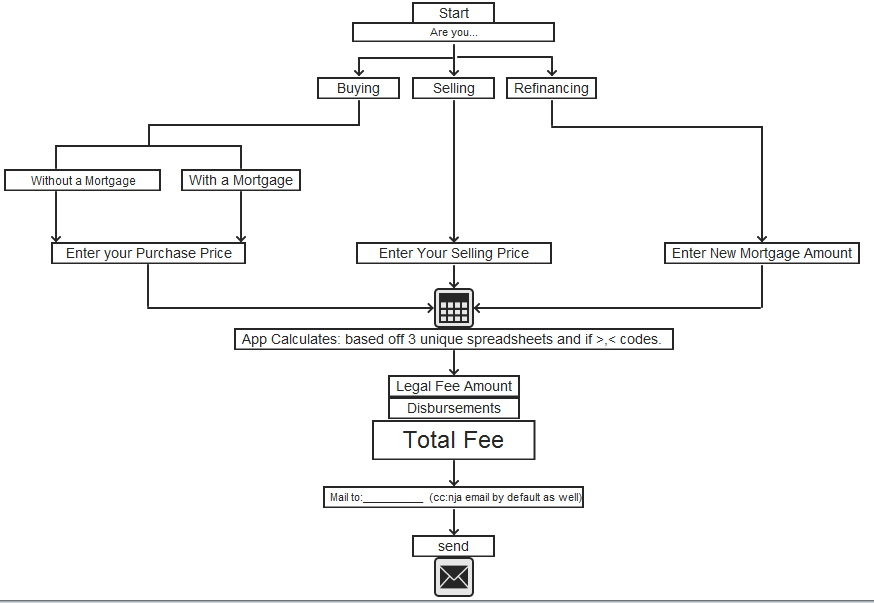 Start
Are you...
Buying
Selling
Refinancing
Without a Mortgage
With a Mortgage
Enter your Purchase Price
Enter Your Selling Price
Enter New Mortgage Amount
App Calculates: based off 3 unique spreadsheets and if >,< codes.
Legal Fee Amount
Disbursements
Total Fee
Mail to:__________ (cc:nja email by default as well)
send